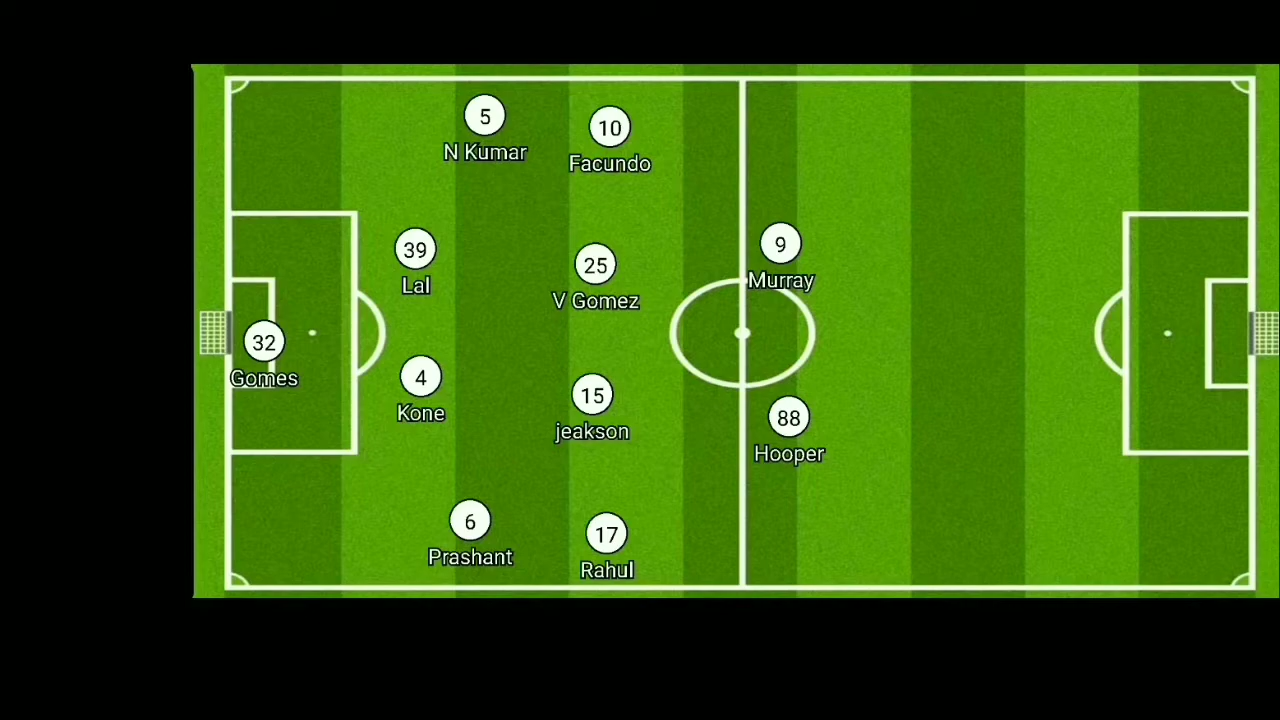 5
N Kumar
10
Facundo
39
Lal
25
V Gomez
9
Murray
32
Gomes
4
Kone
15
jeakson
88
Hooper
6
Prashant
17
Rahul